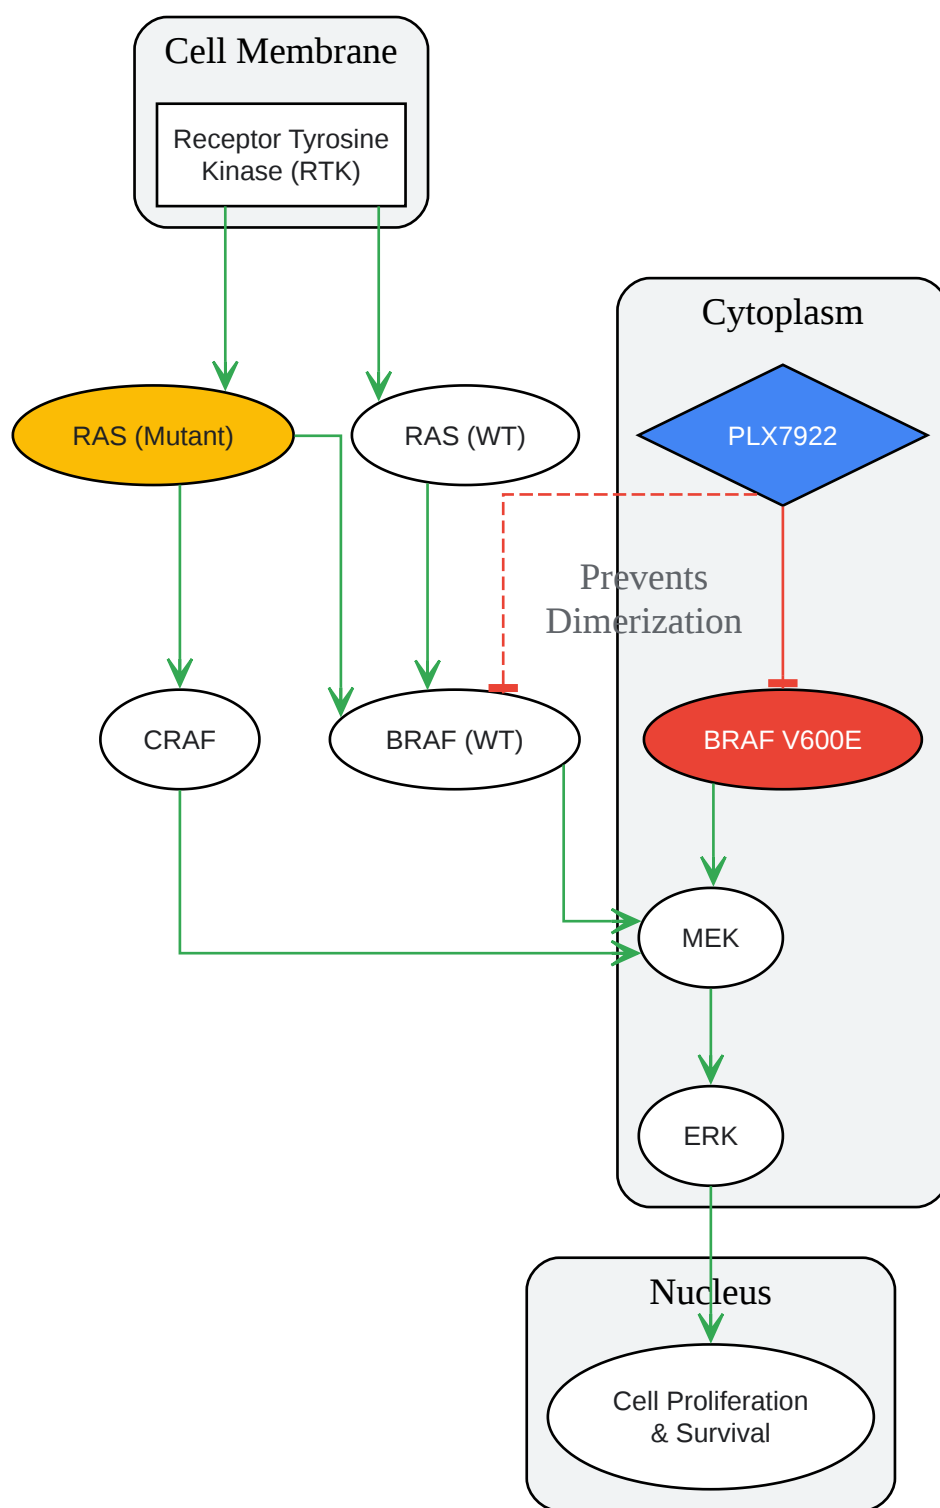 Cell Membrane
Receptor Tyrosine
Kinase (RTK)
Cytoplasm
RAS (Mutant)
RAS (WT)
PLX7922
Prevents
Dimerization
CRAF
BRAF (WT)
BRAF V600E
MEK
ERK
Nucleus
Cell Proliferation
& Survival